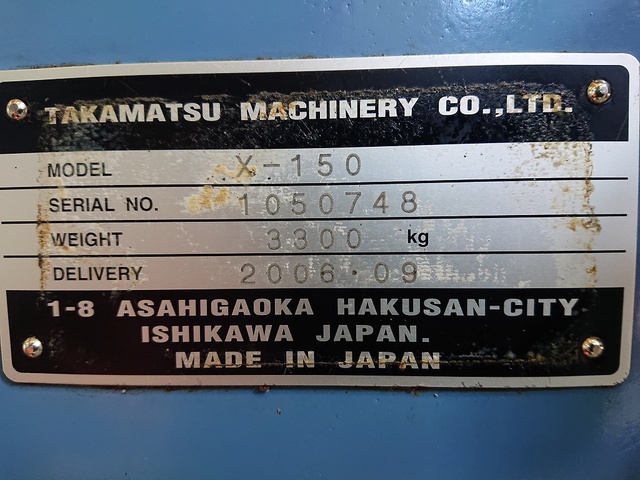 TAKAMATSU MACHINERY CO.,LTD.
MODEL X-150
SERIAL NO. 1050748
WEIGHT 3300 kg
DELIVERY 2006·09
1-8 ASAHIGAOKA HAKUSAN-CITY
ISHIKAWA JAPAN.
MADE IN JAPAN